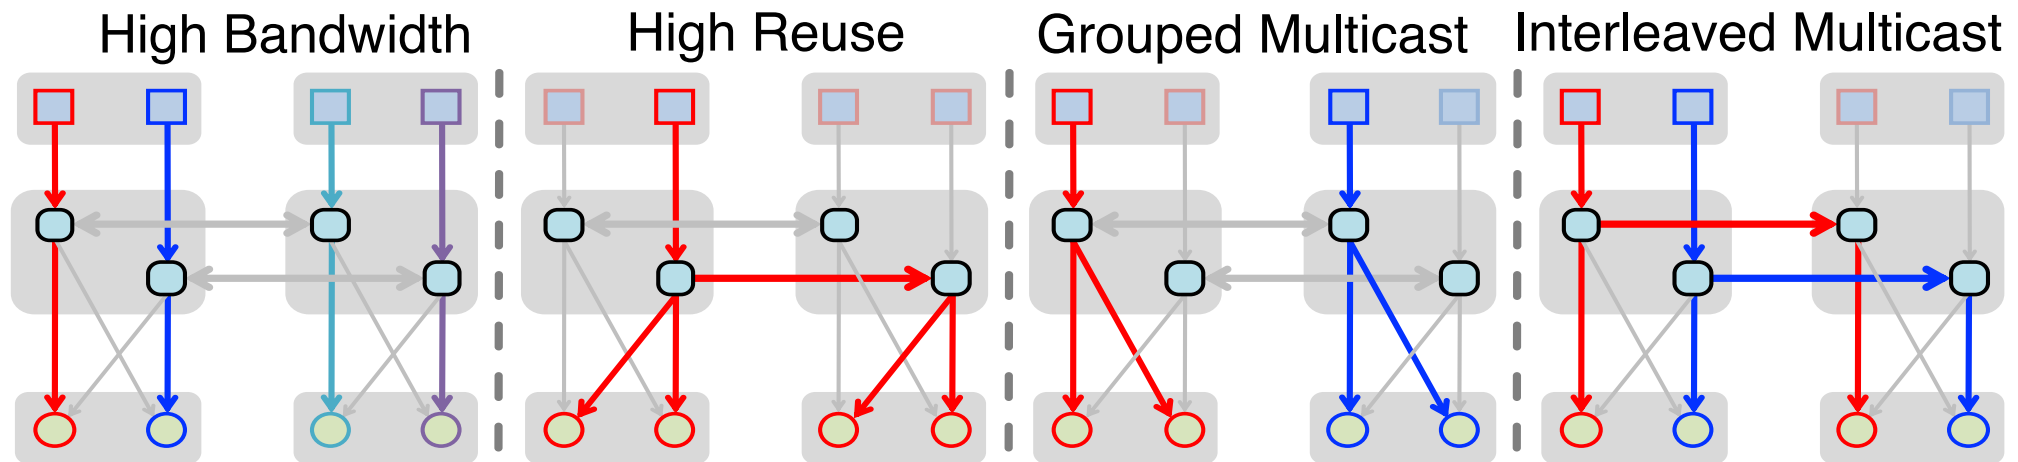 High Bandwidth
High Reuse
Grouped Multicast
Interleaved Multicast